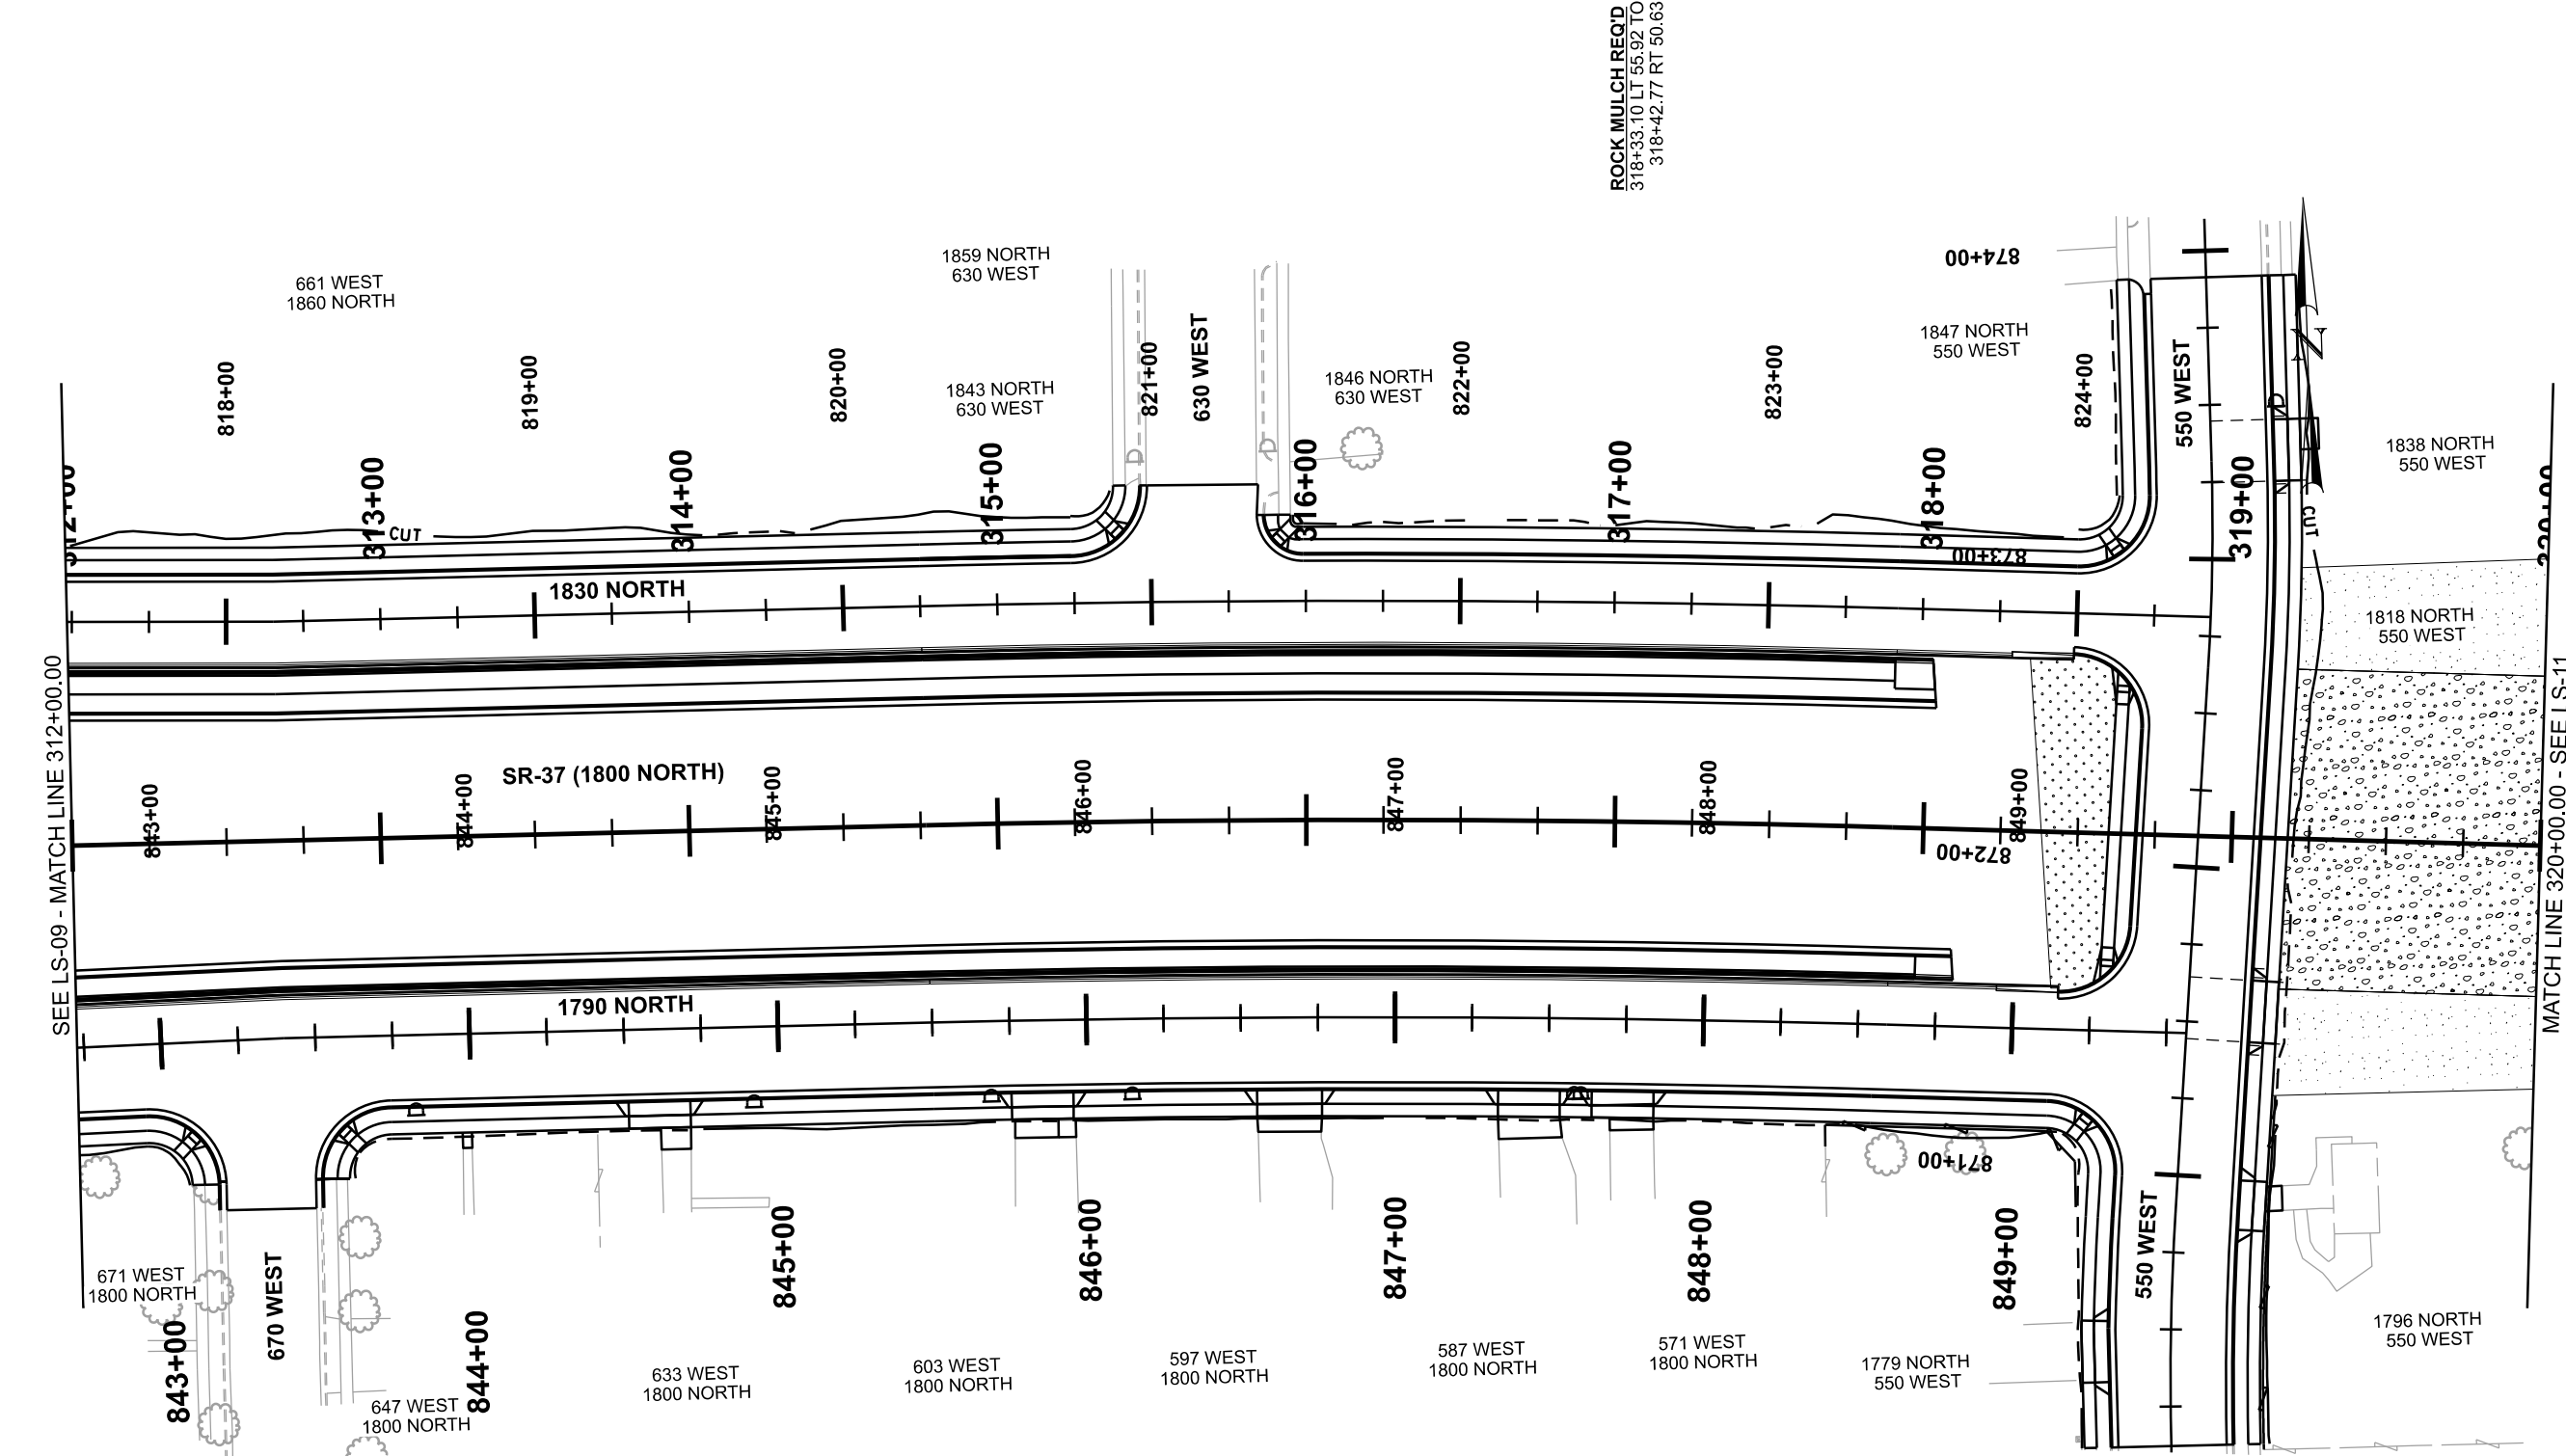 ROCK MULCH REQ'D
318+33.10 LT 55.92 TO
318+42.77 RT 50.63
661 WEST
1860 NORTH
1859 NORTH
630 WEST
874+00
1847 NORTH
550 WEST
818+00
819+00
820+00
1843 NORTH
630 WEST
821+00
630 WEST
1846 NORTH
630 WEST
822+00
823+00
824+00
550 WEST
1838 NORTH
550 WEST
312+00
313+00
CUT
314+00
315+00
316+00
317+00
318+00
873+00
319+00
CUT
320+00
1830 NORTH
1818 NORTH
550 WEST
SEE LS-09 - MATCH LINE 312+00.00
MATCH LINE 320+00.00 - SEE LS-11
SR-37 (1800 NORTH)
843+00
844+00
845+00
846+00
847+00
848+00
849+00
872+00
1790 NORTH
871+00
671 WEST
1800 NORTH
670 WEST
843+00
844+00
845+00
846+00
847+00
848+00
849+00
550 WEST
647 WEST
1800 NORTH
633 WEST
1800 NORTH
603 WEST
1800 NORTH
597 WEST
1800 NORTH
587 WEST
1800 NORTH
571 WEST
1800 NORTH
1779 NORTH
550 WEST
1796 NORTH
550 WEST